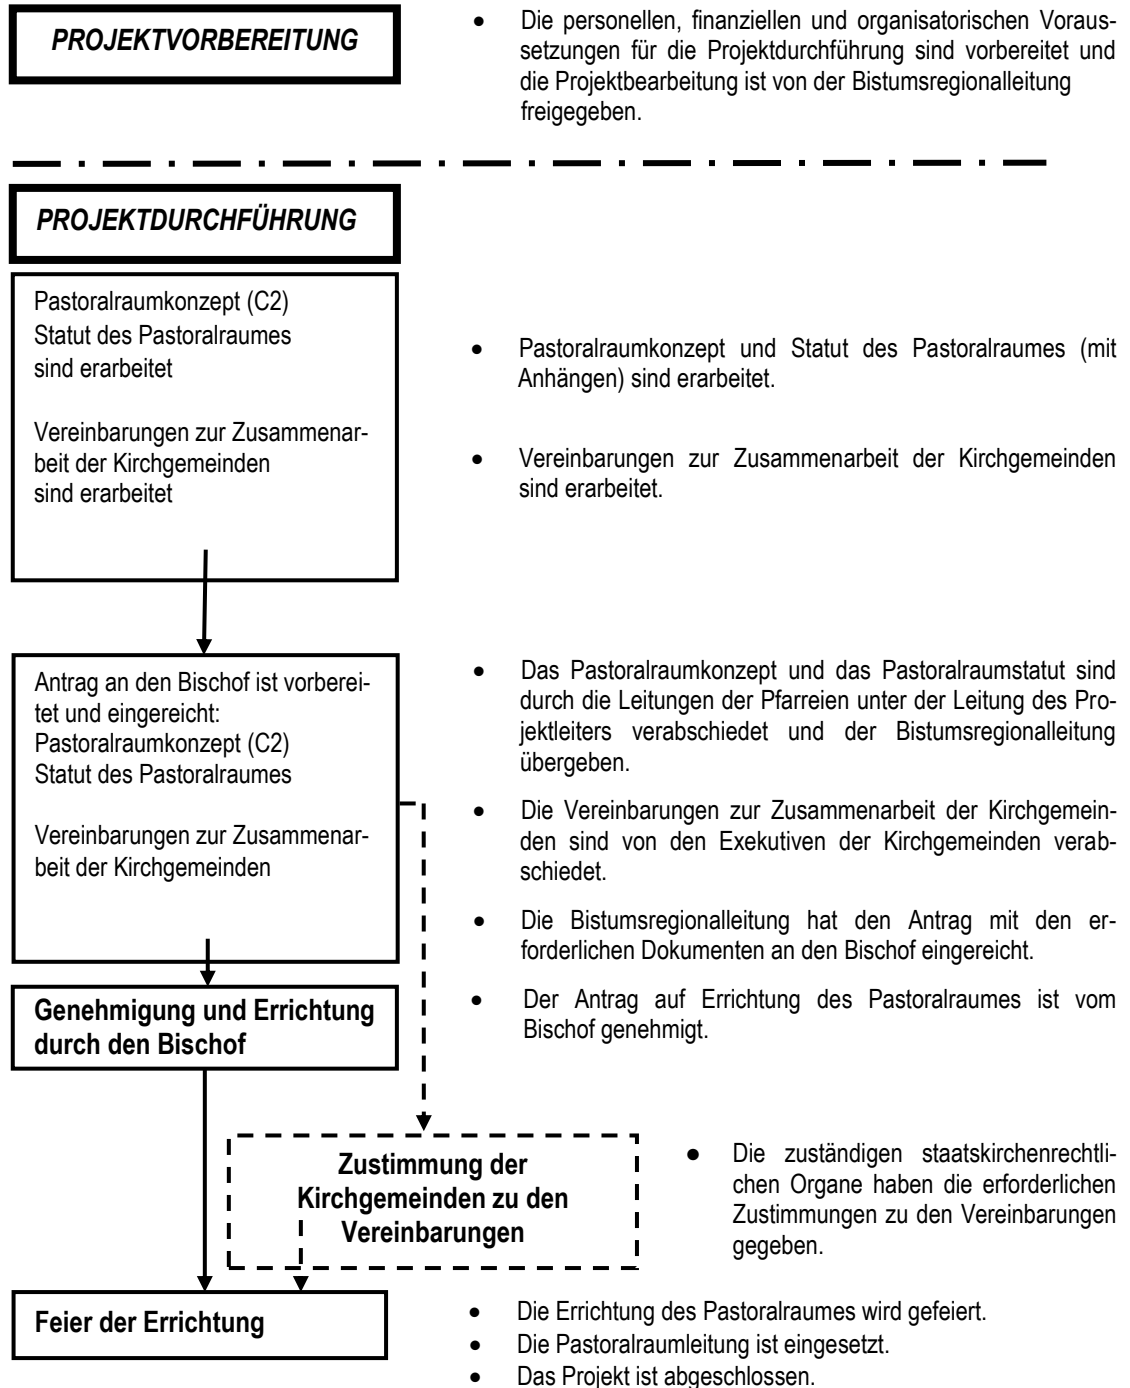 PROJEKTVORBEREITUNG
• Die personellen, finanziellen und organisatorischen Voraus-
setzungen für die Projektdurchführung sind vorbereitet und
die Projektbearbeitung ist von der Bistumsregionalleitung
freigegeben.
PROJEKTDURCHFÜHRUNG
Pastoralraumkonzept (C2)
Statut des Pastoralraumes
sind erarbeitet
Vereinbarungen zur Zusammenar-
beit der Kirchgemeinden
sind erarbeitet
• Pastoralraumkonzept und Statut des Pastoralraumes (mit
Anhängen) sind erarbeitet.
• Vereinbarungen zur Zusammenarbeit der Kirchgemeinden
sind erarbeitet.
Antrag an den Bischof ist vorberei-
tet und eingereicht:
Pastoralraumkonzept (C2)
Statut des Pastoralraumes
Vereinbarungen zur Zusammenar-
beit der Kirchgemeinden
• Das Pastoralraumkonzept und das Pastoralraumstatut sind
durch die Leitungen der Pfarreien unter der Leitung des Pro-
jektleiters verabschiedet und der Bistumsregionalleitung
übergeben.
• Die Vereinbarungen zur Zusammenarbeit der Kirchgemein-
den sind von den Exekutiven der Kirchgemeinden verab-
schiedet.
• Die Bistumsregionalleitung hat den Antrag mit den er-
forderlichen Dokumenten an den Bischof eingereicht.
Genehmigung und Errichtung
durch den Bischof
• Der Antrag auf Errichtung des Pastoralraumes ist vom
Bischof genehmigt.
Zustimmung der
Kirchgemeinden zu den
Vereinbarungen
• Die zuständigen staatskirchenrechtli-
chen Organe haben die erforderlichen
Zustimmungen zu den Vereinbarungen
gegeben.
Feier der Errichtung
• Die Errichtung des Pastoralraumes wird gefeiert.
• Die Pastoralraumleitung ist eingesetzt.
• Das Projekt ist abgeschlossen.